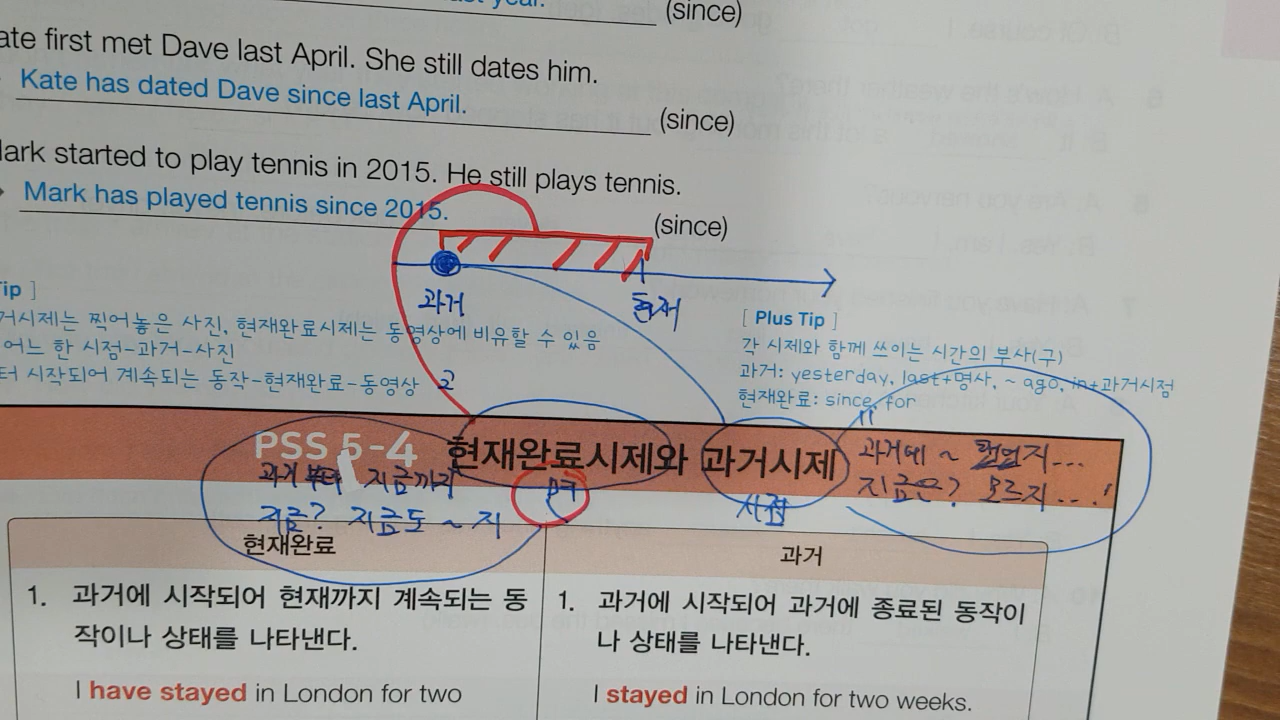 year.
(since)
ate first met Dave last April. She still dates him.
Kate has dated Dave since last April.
(since)
Mark started to play tennis in 2015. He still plays tennis.
Mark has played tennis since 2015.
(since)
과거
현재
Tip ]
거시제는 찍어놓은 사진, 현재완료시제는 동영상에 비유할 수 있음
어느 한 시점-과거-사진
터 시작되어 계속되는 동작-현재완료-동영상
[ Plus Tip ]
각 시제와 함께 쓰이는 시간의 부사(구)
과거: yesterday, last+명사, ~ ago, in+과거시점
현재완료: since, for
PSS 5-4 현재완료시제와 과거시제
과거에 ~ 했었지...
지금은? 모르지...!
과거부터 지금까지
지금? 지금도 ~ 지
시점
현재완료
과거
1. 과거에 시작되어 현재까지 계속되는 동
작이나 상태를 나타낸다.
I have stayed in London for two
1. 과거에 시작되어 과거에 종료된 동작이
나 상태를 나타낸다.
I stayed in London for two weeks.